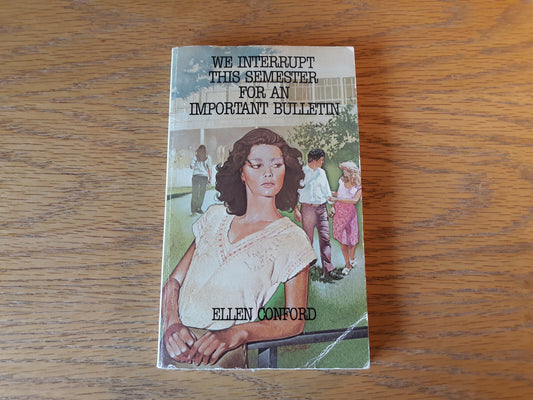 WE INTERRUPT
THIS SEMESTER
FOR AN
IMPORTANT BULLETIN
ELLEN CONFORD